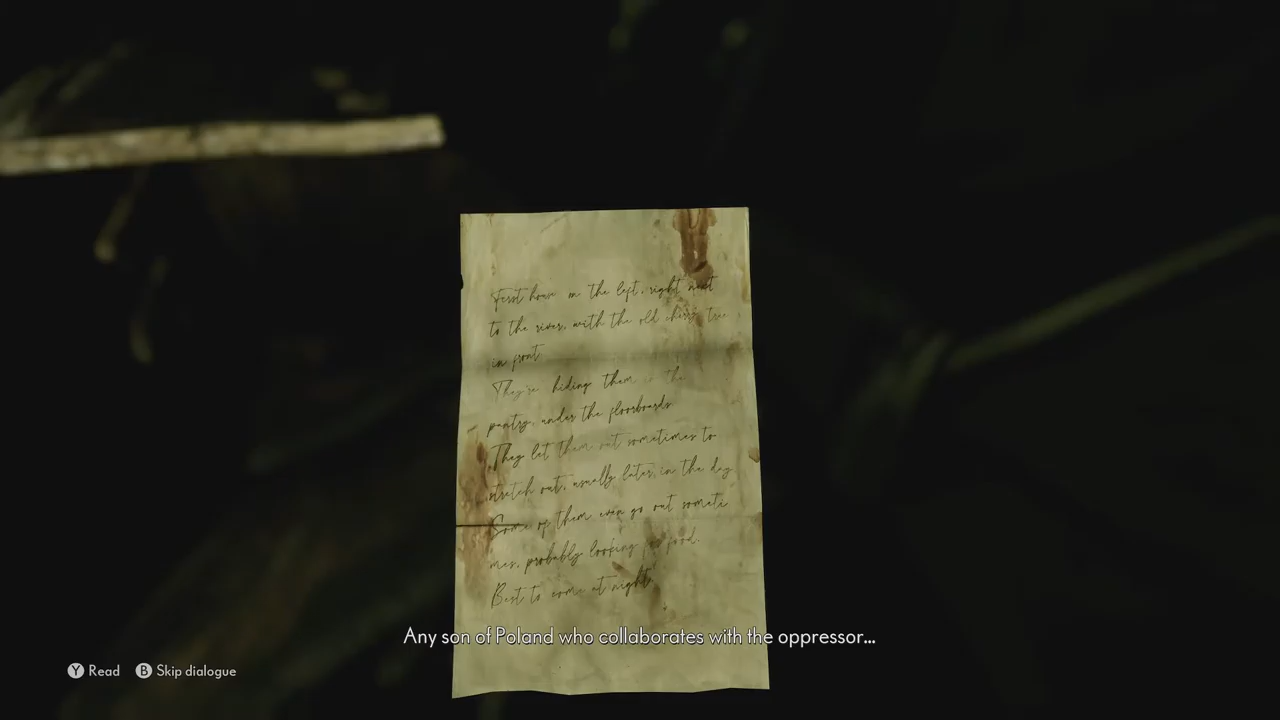 First house on the left, right next
to the river, with the old cherry tree
in front
They're hiding them in the
pantry, under the floorboards
They let them out sometimes to
stretch out, usually later in the day
Some of them even go out someti
mes, probably looking for food.
Best to come at night
Any son of Poland who collaborates with the oppressor...
Y Read B Skip dialogue